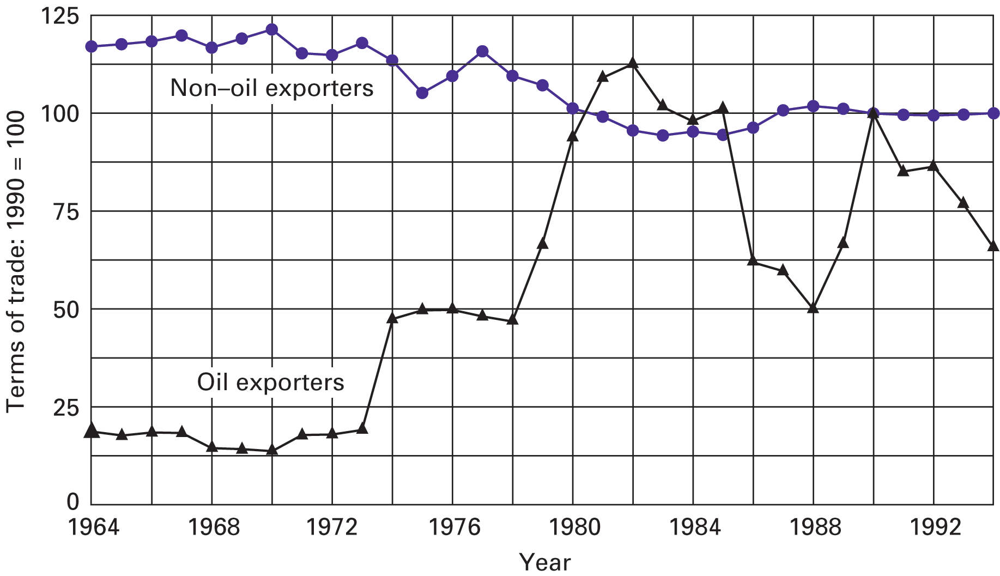 Terms of trade: 1990 = 100
125
100
75
50
25
0
Non–oil exporters
Oil exporters
1964 1968 1972 1976 1980 1984 1988 1992
Year